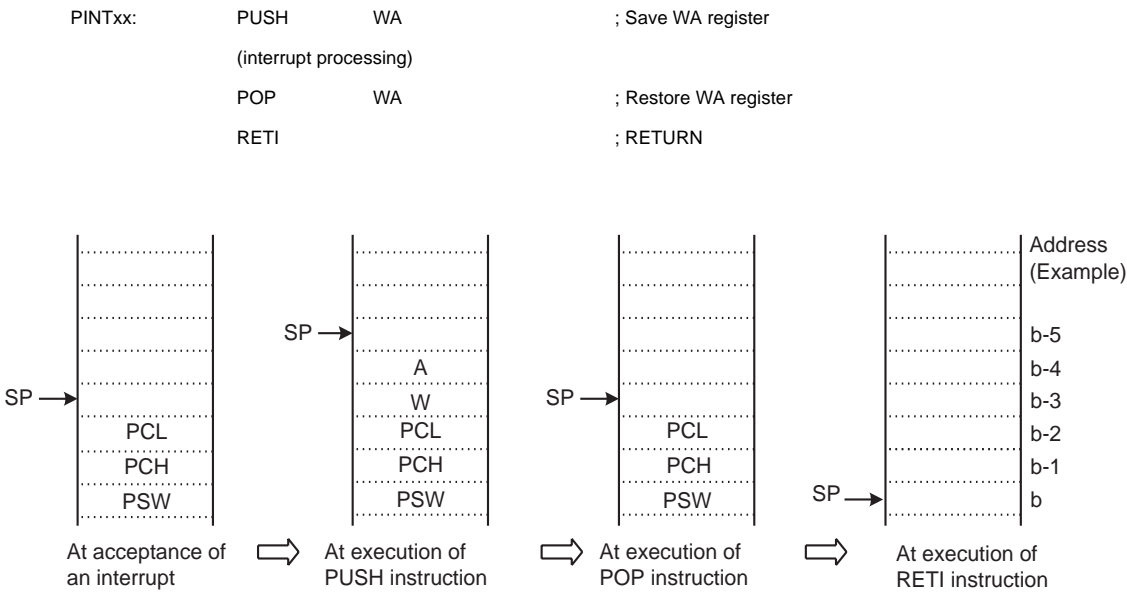 PINTxx: PUSH WA ; Save WA register
(interrupt processing)
POP WA ; Restore WA register
RETI ; RETURN
Address
(Example)
SP b-5
A b-4
SP W SP b-3
PCL PCL PCL b-2
PCH PCH PCH b-1
PSW PSW PSW SP b
At acceptance of
an interrupt
At execution of
PUSH instruction
At execution of
POP instruction
At execution of
RETI instruction